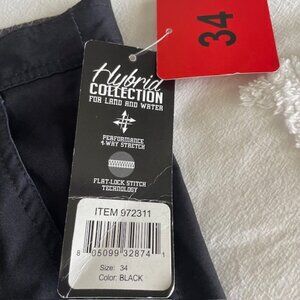 34
Hybrid
COLLECTION
FOR LAND AND WATER
PERFORMANCE
4-WAY STRETCH
FLAT-LOCK STITCH
TECHNOLOGY
ITEM 972311
8 05099 32874 1
Size: 34
Color: BLACK